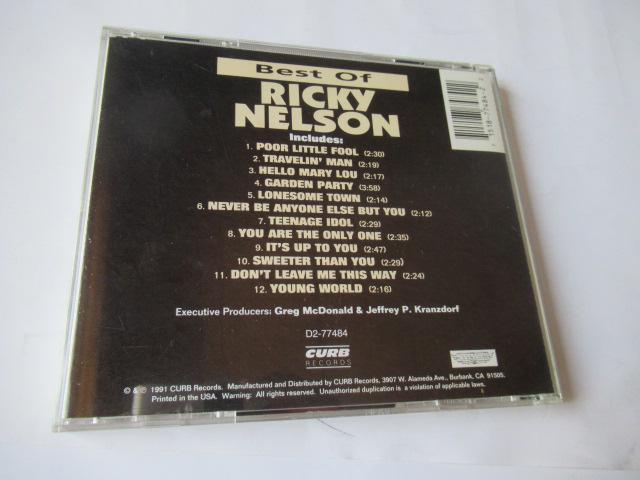 Best Of
RICKY
NELSON
Includes:
1. POOR LITTLE FOOL (2:30)
2. TRAVELIN' MAN (2:19)
3. HELLO MARY LOU (2:17)
4. GARDEN PARTY (3:58)
5. LONESOME TOWN (2:14)
6. NEVER BE ANYONE ELSE BUT YOU (2:12)
7. TEENAGE IDOL (2:29)
8. YOU ARE THE ONLY ONE (2:35)
9. IT'S UP TO YOU (2:47)
10. SWEETER THAN YOU (2:29)
11. DON'T LEAVE ME THIS WAY (2:24)
12. YOUNG WORLD (2:16)
Executive Producers: Greg McDonald & Jeffrey P. Kranzdorf
D2-77484
CURB
RECORDS
© & ℗ 1991 CURB Records. Manufactured and Distributed by CURB Records, 3907 W. Alameda Ave., Burbank, CA 91505.
Printed in the USA. Warning: All rights reserved. Unauthorized duplication is a violation of applicable laws.